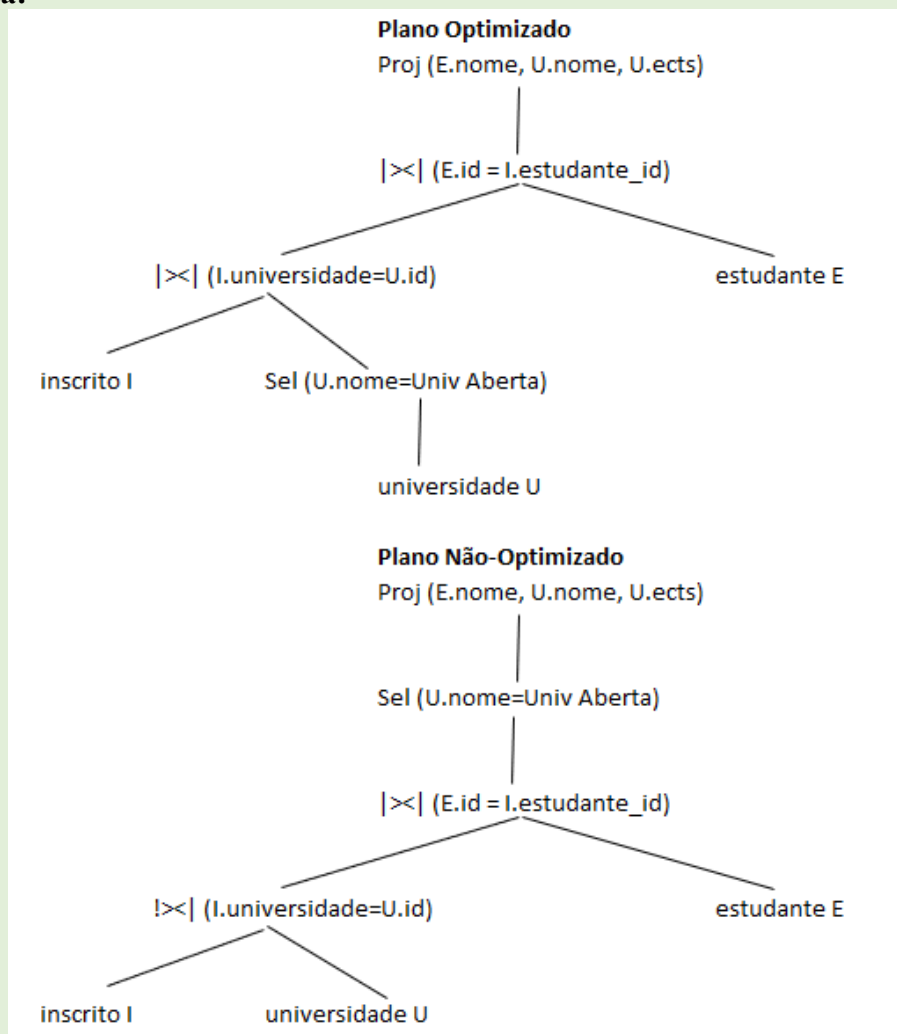 Plano Optimizado
Proj (E.nome, U.nome, U.ects)
|><| (E.id = I.estudante_id)
|><| (I.universidade=U.id) estudante E
inscrito I Sel (U.nome=Univ Aberta)
universidade U
Plano Não-Optimizado
Proj (E.nome, U.nome, U.ects)
Sel (U.nome=Univ Aberta)
|><| (E.id = I.estudante_id)
!><| (I.universidade=U.id) estudante E
inscrito I universidade U